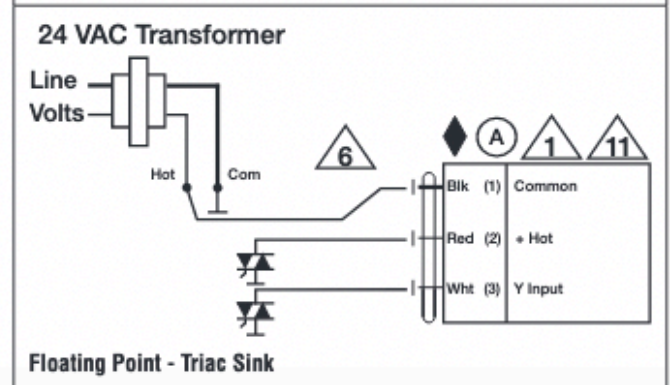 24 VAC Transformer
Line
Volts
Hot
Com
6
A
1
11
Blk (1) Common
Red (2) + Hot
Wht (3) Y Input
Floating Point - Triac Sink